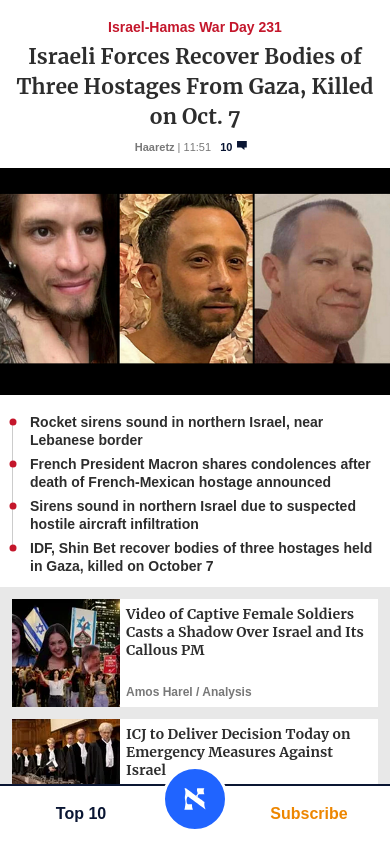 Israel-Hamas War Day 231
Israeli Forces Recover Bodies of
Three Hostages From Gaza, Killed
on Oct. 7
Haaretz | 11:51 10
Rocket sirens sound in northern Israel, near
Lebanese border
French President Macron shares condolences after
death of French-Mexican hostage announced
Sirens sound in northern Israel due to suspected
hostile aircraft infiltration
IDF, Shin Bet recover bodies of three hostages held
in Gaza, killed on October 7
Video of Captive Female Soldiers
Casts a Shadow Over Israel and Its
Callous PM
Amos Harel / Analysis
ICJ to Deliver Decision Today on
Emergency Measures Against
Israel
Top 10
Subscribe